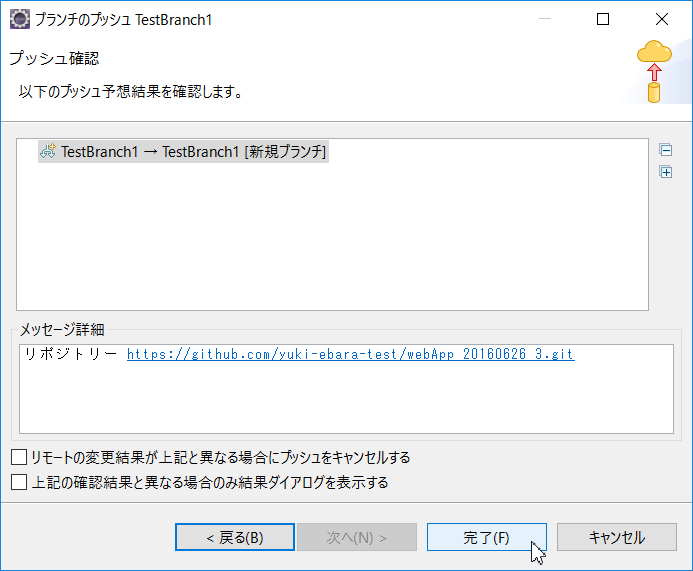 ブランチのプッシュ TestBranch1
プッシュ確認
以下のプッシュ予想結果を確認します。
TestBranch1 → TestBranch1 [新規ブランチ]
メッセージ詳細
リポジトリー https://github.com/yuki-ebara-test/webApp_20160626_3.git
リモートの変更結果が上記と異なる場合にプッシュをキャンセルする
上記の確認結果と異なる場合のみ結果ダイアログを表示する
< 戻る(B) 次へ(N) > 完了(F) キャンセル